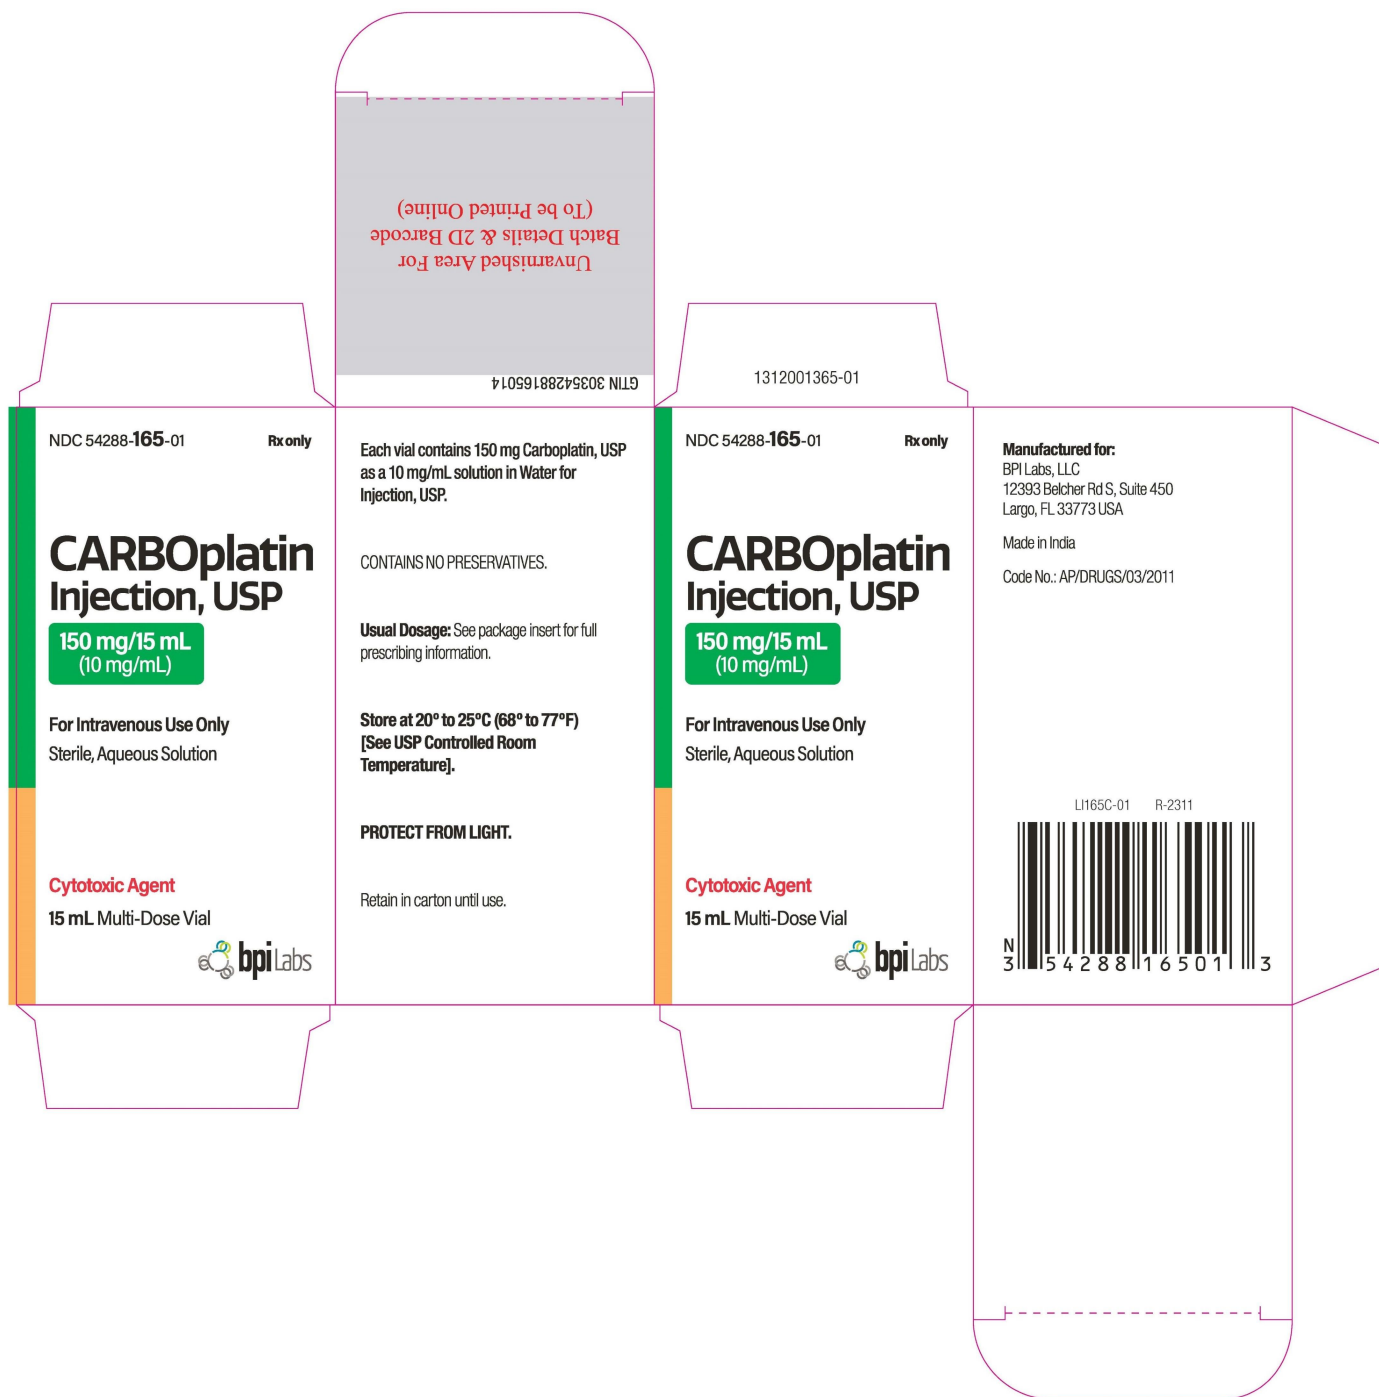 Unvarnished Area For
Batch Details & 2D Barcode
(To be Printed Online)
GTIN 30354288165014
1312001365-01
NDC 54288-165-01 Rx only
CARBOplatin
Injection, USP
150 mg/15 mL
(10 mg/mL)
For Intravenous Use Only
Sterile, Aqueous Solution
Cytotoxic Agent
15 mL Multi-Dose Vial
bpi Labs
Each vial contains 150 mg Carboplatin, USP
as a 10 mg/mL solution in Water for
Injection, USP.
CONTAINS NO PRESERVATIVES.
Usual Dosage: See package insert for full
prescribing information.
Store at 20º to 25ºC (68º to 77ºF)
[See USP Controlled Room
Temperature].
PROTECT FROM LIGHT.
Retain in carton until use.
NDC 54288-165-01 Rx only
CARBOplatin
Injection, USP
150 mg/15 mL
(10 mg/mL)
For Intravenous Use Only
Sterile, Aqueous Solution
Cytotoxic Agent
15 mL Multi-Dose Vial
bpi Labs
Manufactured for:
BPI Labs, LLC
12393 Belcher Rd S, Suite 450
Largo, FL 33773 USA
Made in India
Code No.: AP/DRUGS/03/2011
LI165C-01 R-2311
N
3 54288 16501 3